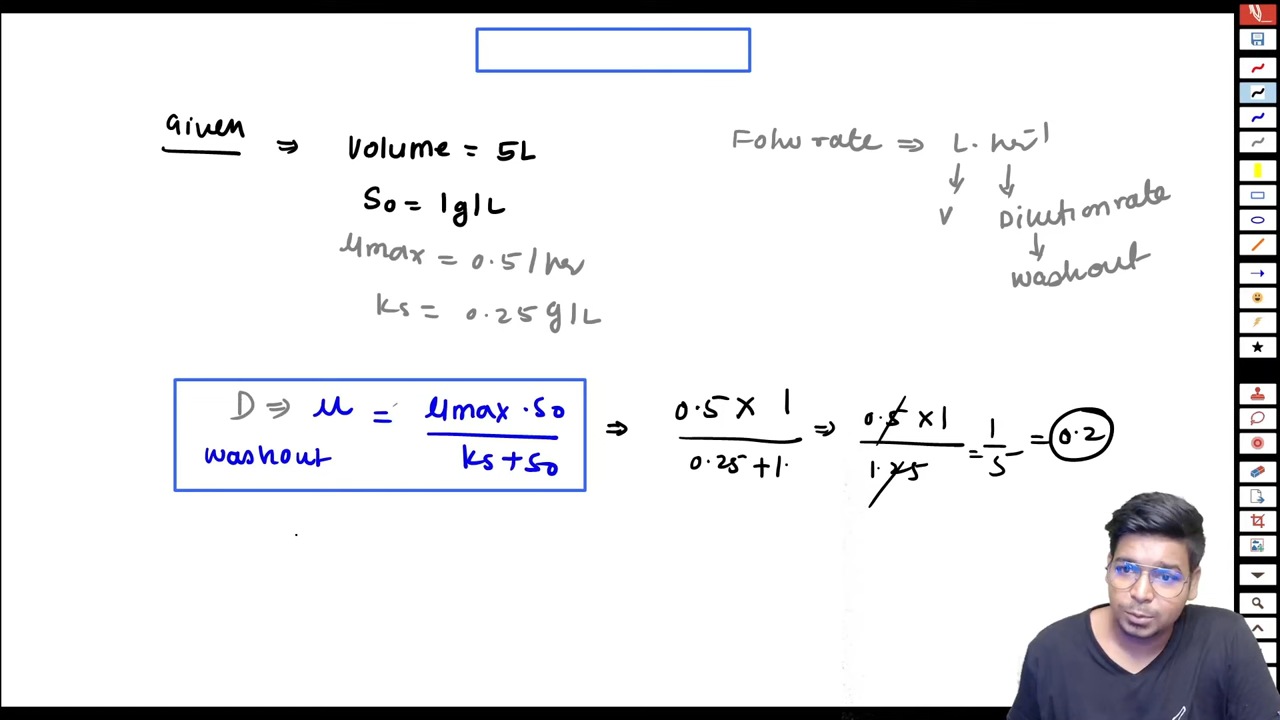 Given ⇒ Volume = 5L
S₀ = 1g/L
μmax = 0.5/hr
Ks = 0.25 g/L
Folw rate ⇒ L. hr⁻¹
V Dilution rate
washout
D ⇒ μ = μmax · S₀ / Ks + S₀ ⇒ 0.5 × 1 / 0.25 + 1. ⇒ 0.5 × 1 / 1.25 = 1/5 = 0.2
washout